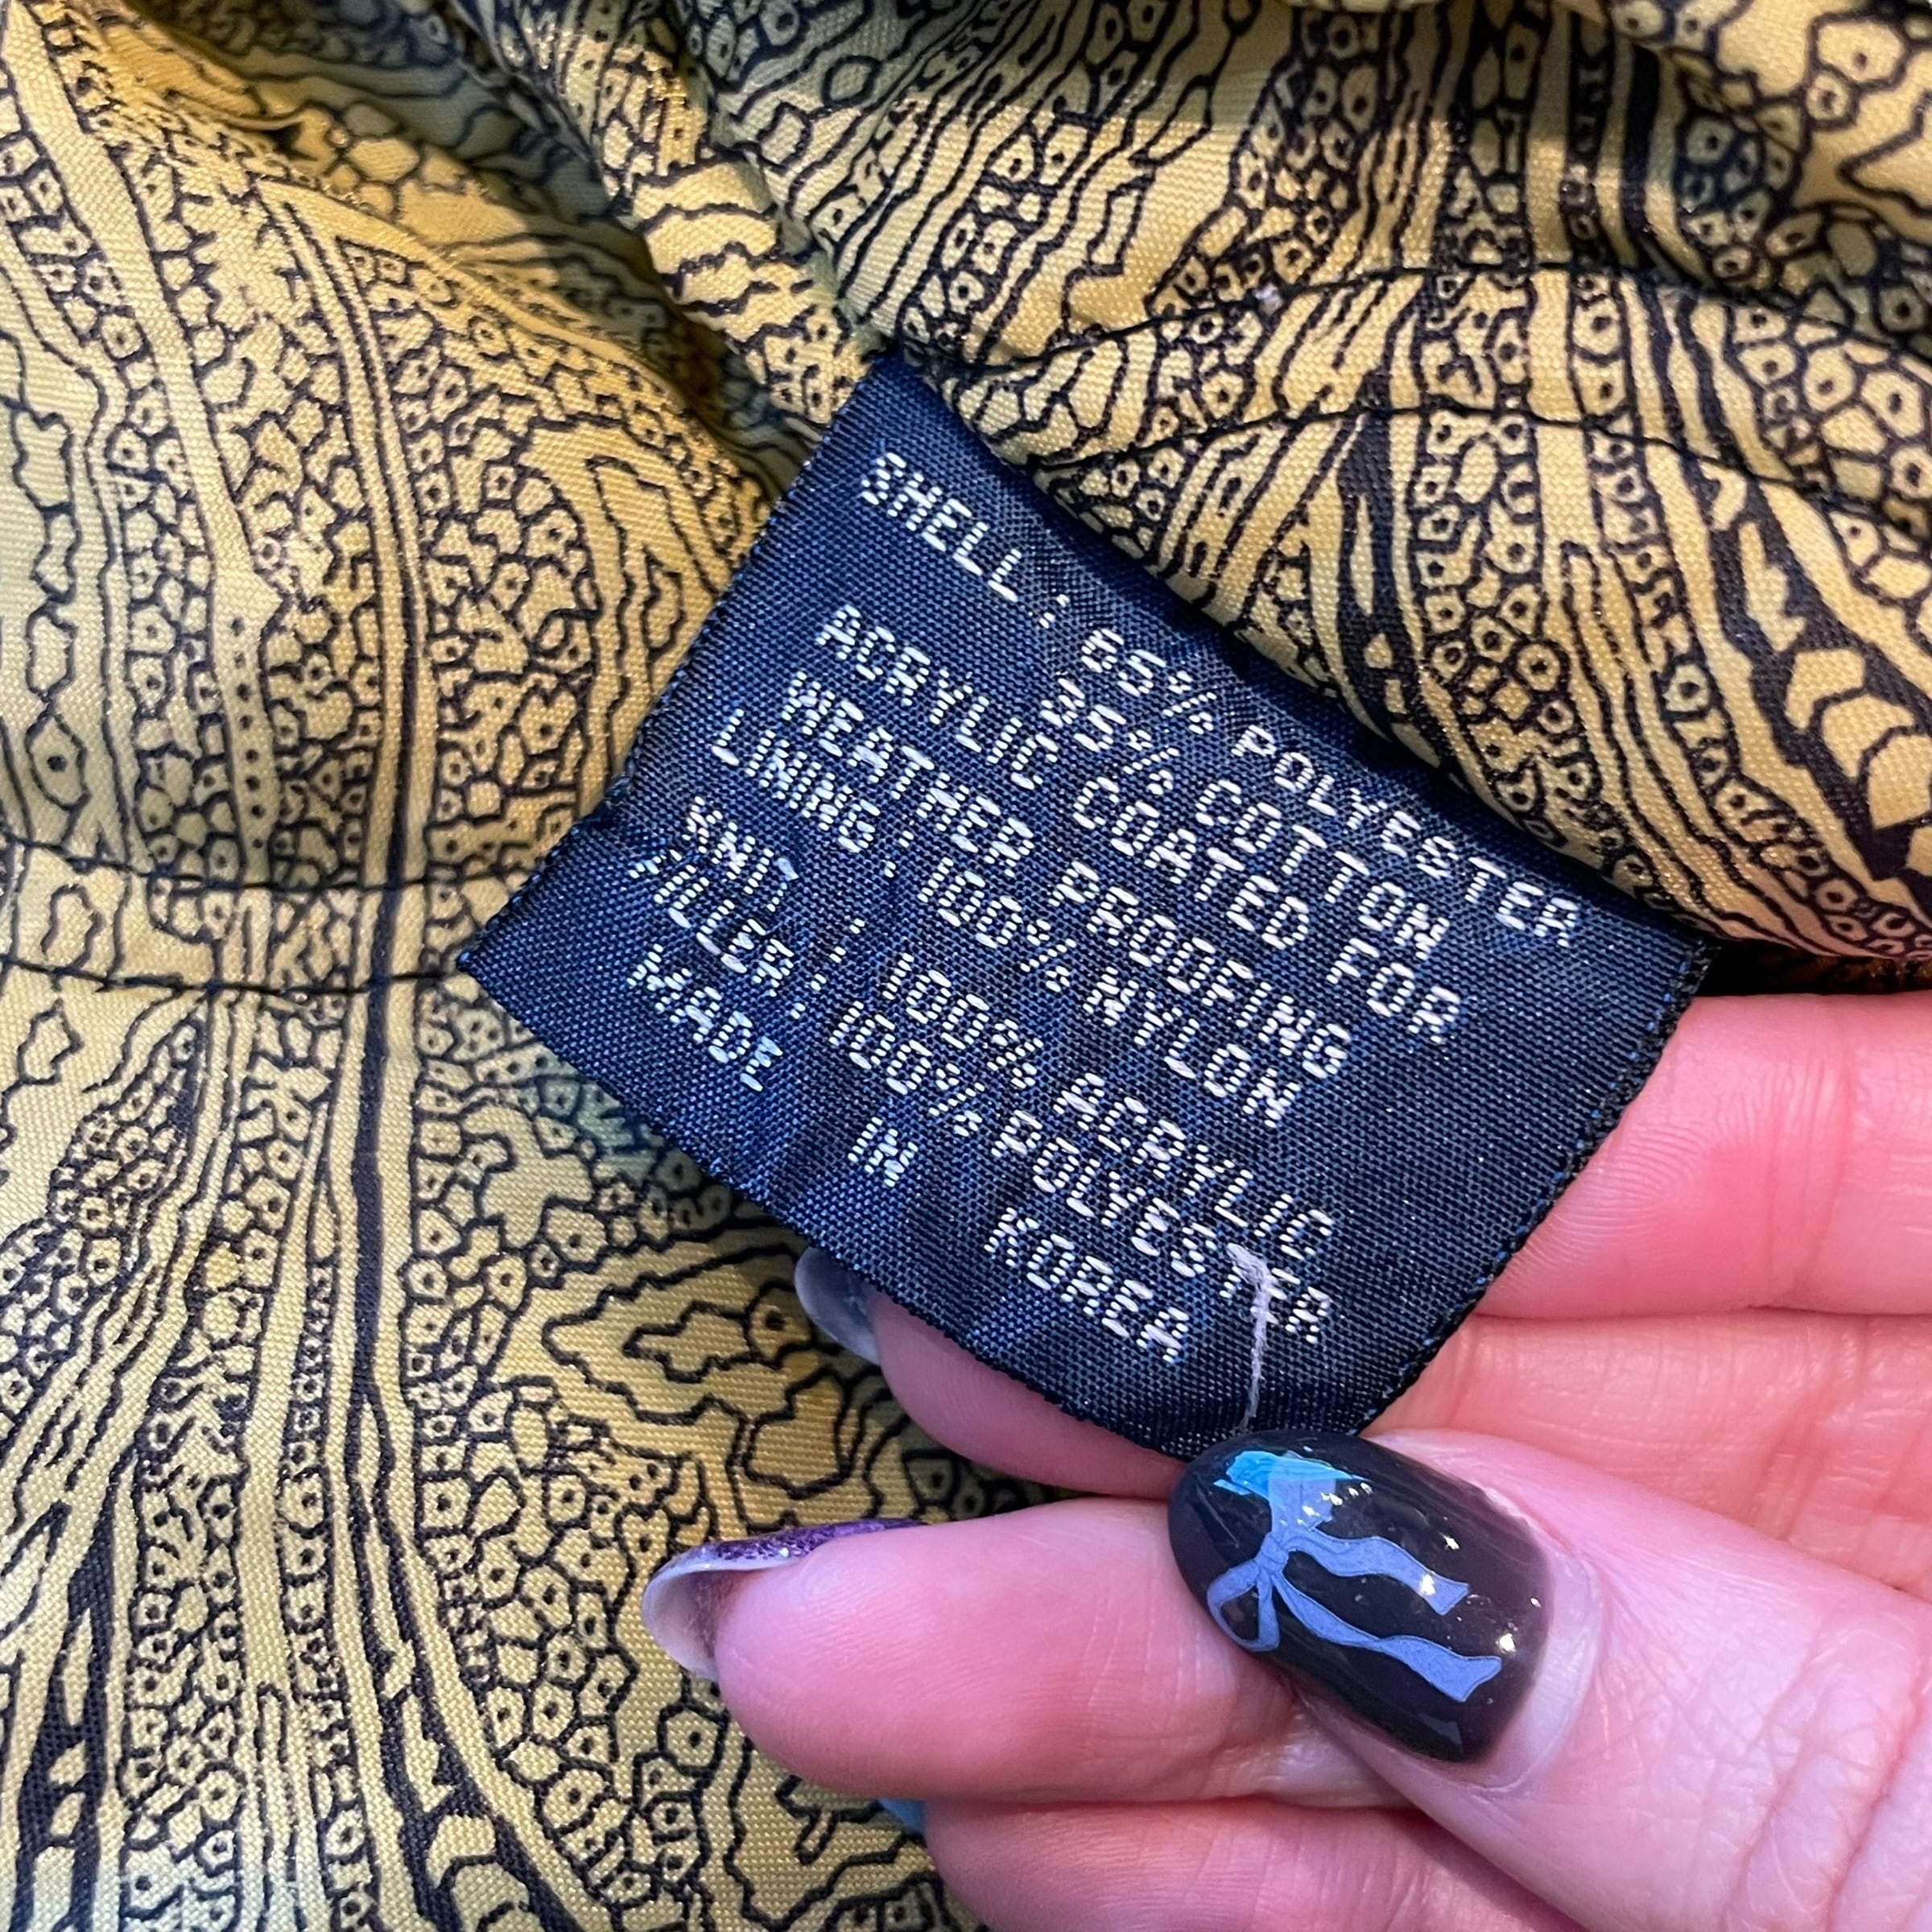 SHELL : 65% POLYESTER
35% COTTON
ACRYLIC COATED FOR
WEATHER PROOFING
LINING : 100% NYLON
KNIT : 100% ACRYLIC
FILLER : 100% POLYESTER
MADE IN KOREA